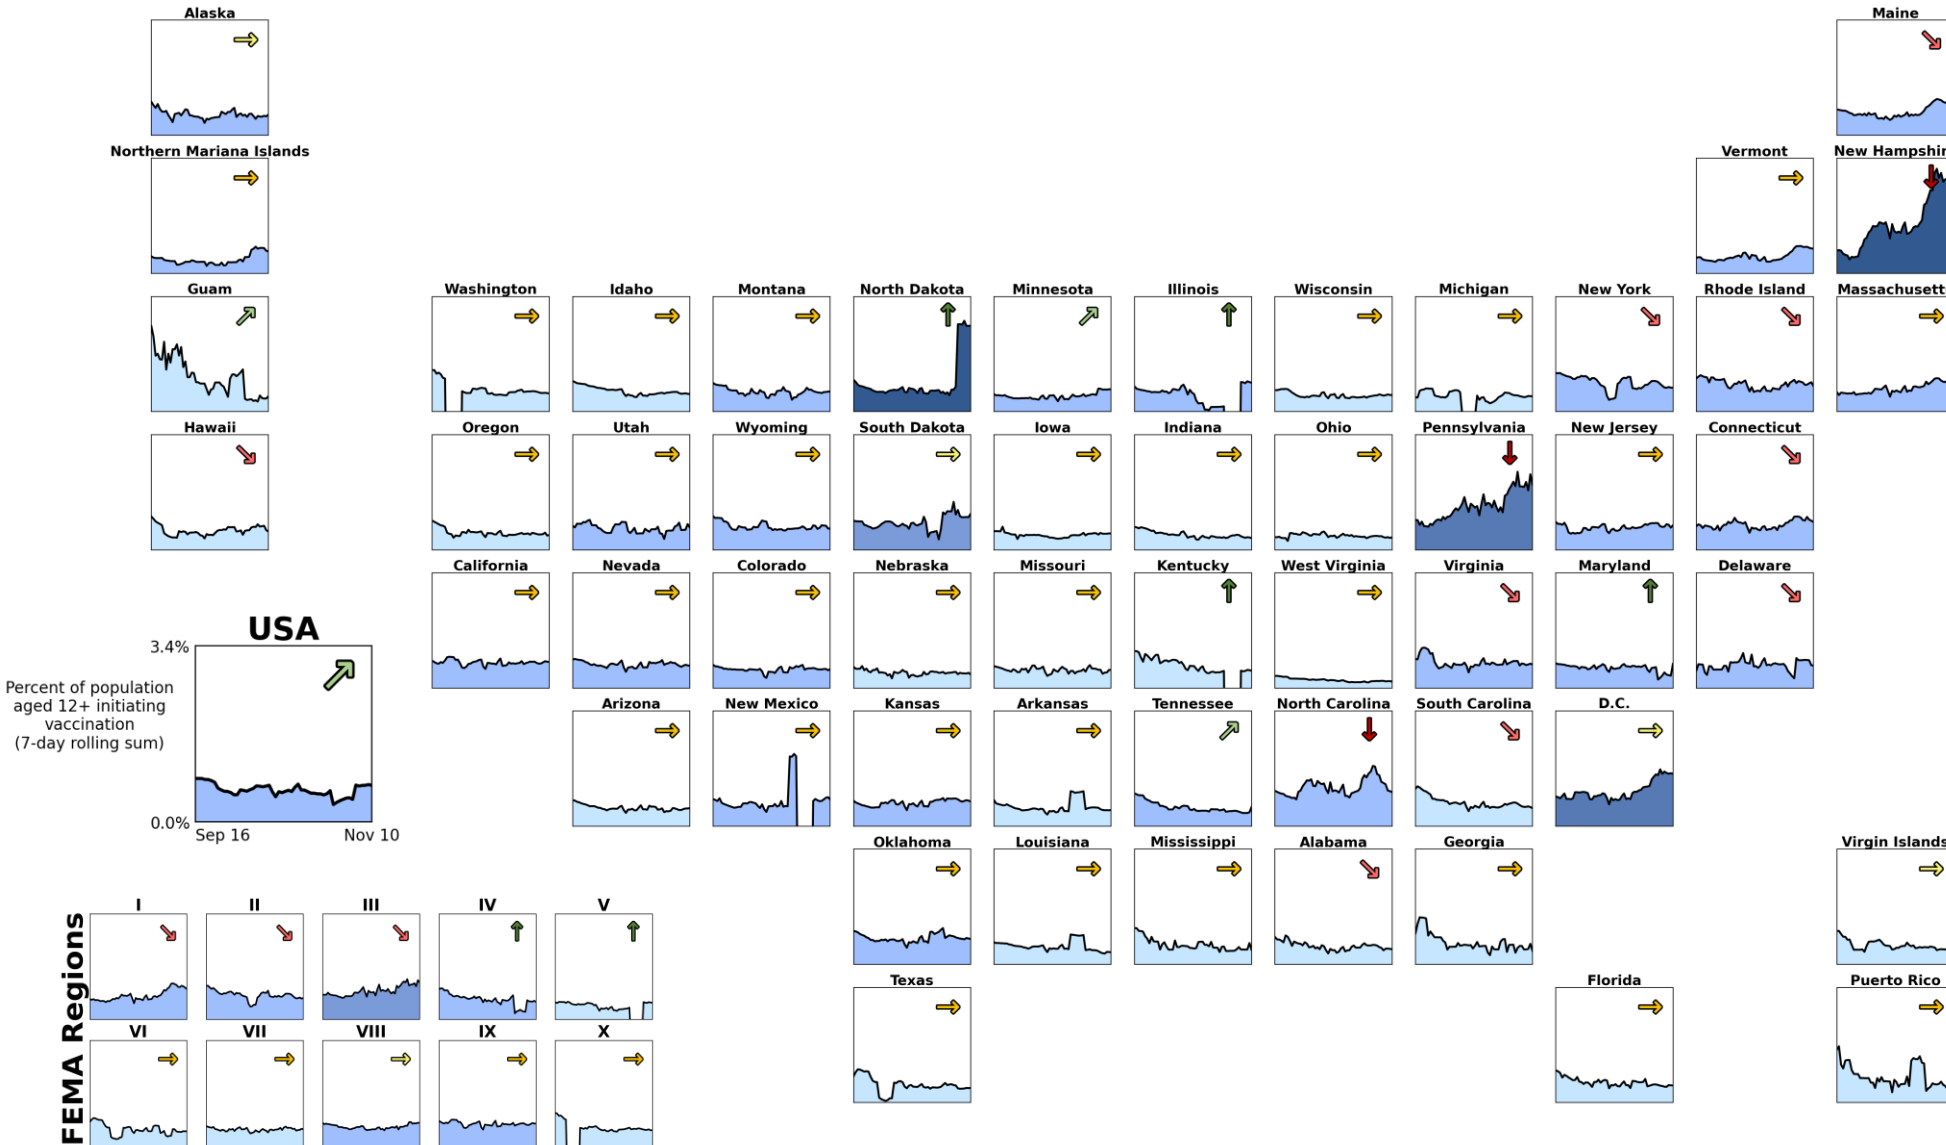 Alaska
Maine
Northern Mariana Islands
Vermont
New Hampshir
Guam
Washington
Idaho
Montana
North Dakota
Minnesota
Illinois
Wisconsin
Michigan
New York
Rhode Island
Massachusett
Hawaii
Oregon
Utah
Wyoming
South Dakota
Iowa
Indiana
Ohio
Pennsylvania
New Jersey
Connecticut
California
Nevada
Colorado
Nebraska
Missouri
Kentucky
West Virginia
Virginia
Maryland
Delaware
USA
3.4%
Percent of population
aged 12+ initiating
vaccination
(7-day rolling sum)
0.0%
Sep 16
Nov 10
Arizona
New Mexico
Kansas
Arkansas
Tennessee
North Carolina
South Carolina
D.C.
Oklahoma
Louisiana
Mississippi
Alabama
Georgia
Virgin Islands
Texas
Florida
Puerto Rico
FEMA Regions
I
II
III
IV
V
VI
VII
VIII
IX
X